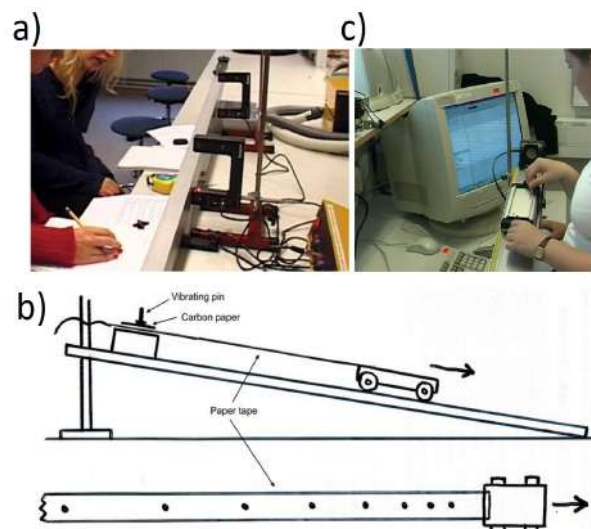 a)
c)
b)
Vibrating pin
Carbon paper
Paper tape